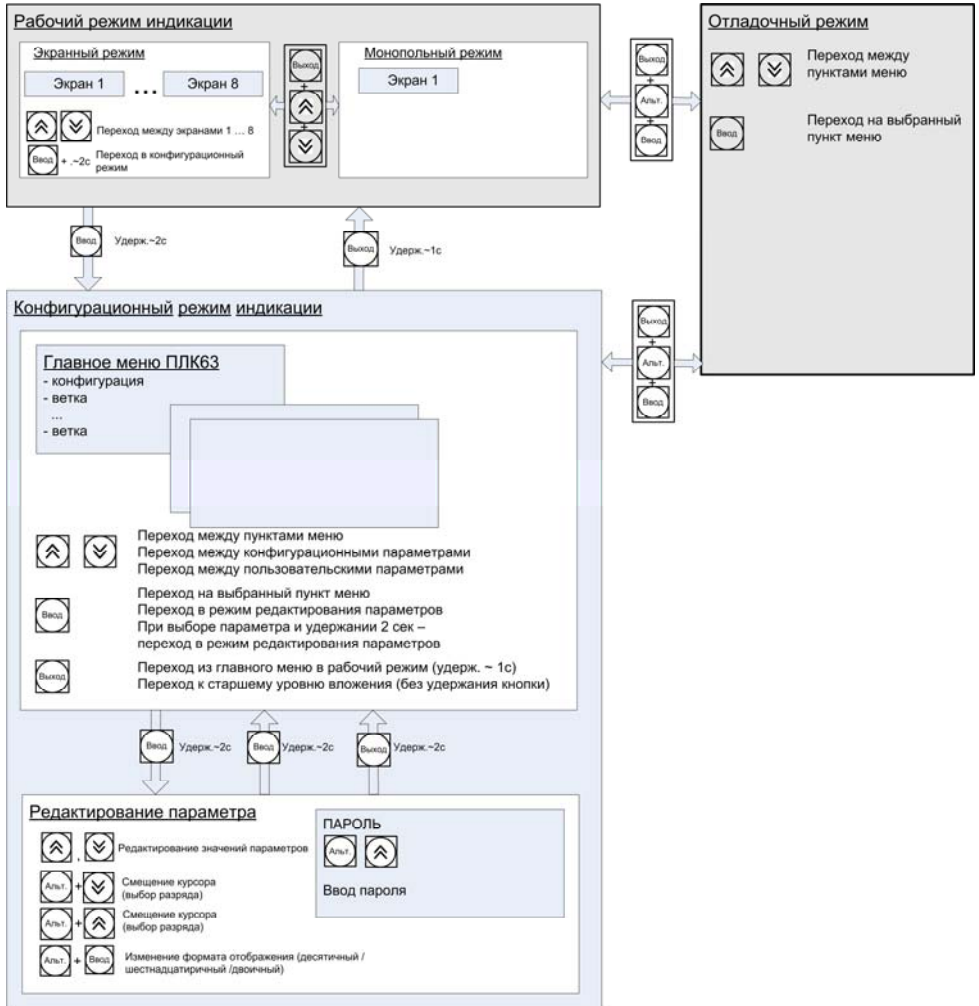 Рабочий режим индикации
Экранный режим
Экран 1
...
Экран 8
Переход между экранами 1 ... 8
Ввод
+ .~2с
Переход в конфигурационный
режим
Выход
+
+
Монопольный режим
Экран 1
Выход
+
Альт.
+
Ввод
Отладочный режим
Переход между
пунктами меню
Ввод
Переход на выбранный
пункт меню
Ввод
Удерж.~2с
Выход
Удерж.~1с
Конфигурационный режим индикации
Главное меню ПЛК63
- конфигурация
- ветка
...
- ветка
Выход
+
Альт.
+
Ввод
Переход между пунктами меню
Переход между конфигурационными параметрами
Переход между пользовательскими параметрами
Ввод
Переход на выбранный пункт меню
Переход в режим редактирования параметров
При выборе параметра и удержании 2 сек –
переход в режим редактирования параметров
Выход
Переход из главного меню в рабочий режим (удерж. ~ 1с)
Переход к старшему уровню вложения (без удержания кнопки)
Ввод
Удерж.~2с
Ввод
Удерж.~2с
Выход
Удерж.~2с
Редактирование параметра
,
Редактирование значений параметров
Альт.
+
Смещение курсора
(выбор разряда)
Альт.
+
Смещение курсора
(выбор разряда)
Альт.
+
Ввод
Изменение формата отображения (десятичный /
шестнадцатиричный /двоичный)
ПАРОЛЬ
Альт.
Ввод пароля